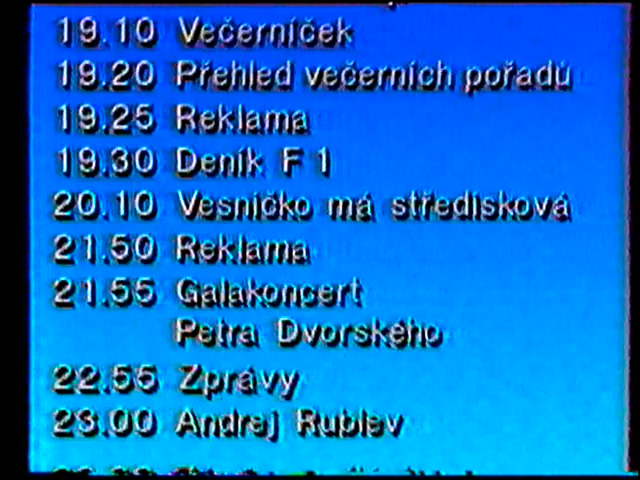 19.10 Večerníček
19.20 Přehled večerních pořadů
19.25 Reklama
19.30 Deník F 1
20.10 Vesničko má středisková
21.50 Reklama
21.55 Galakoncert
Petra Dvorského
22.55 Zprávy
23.00 Andrej Rublev